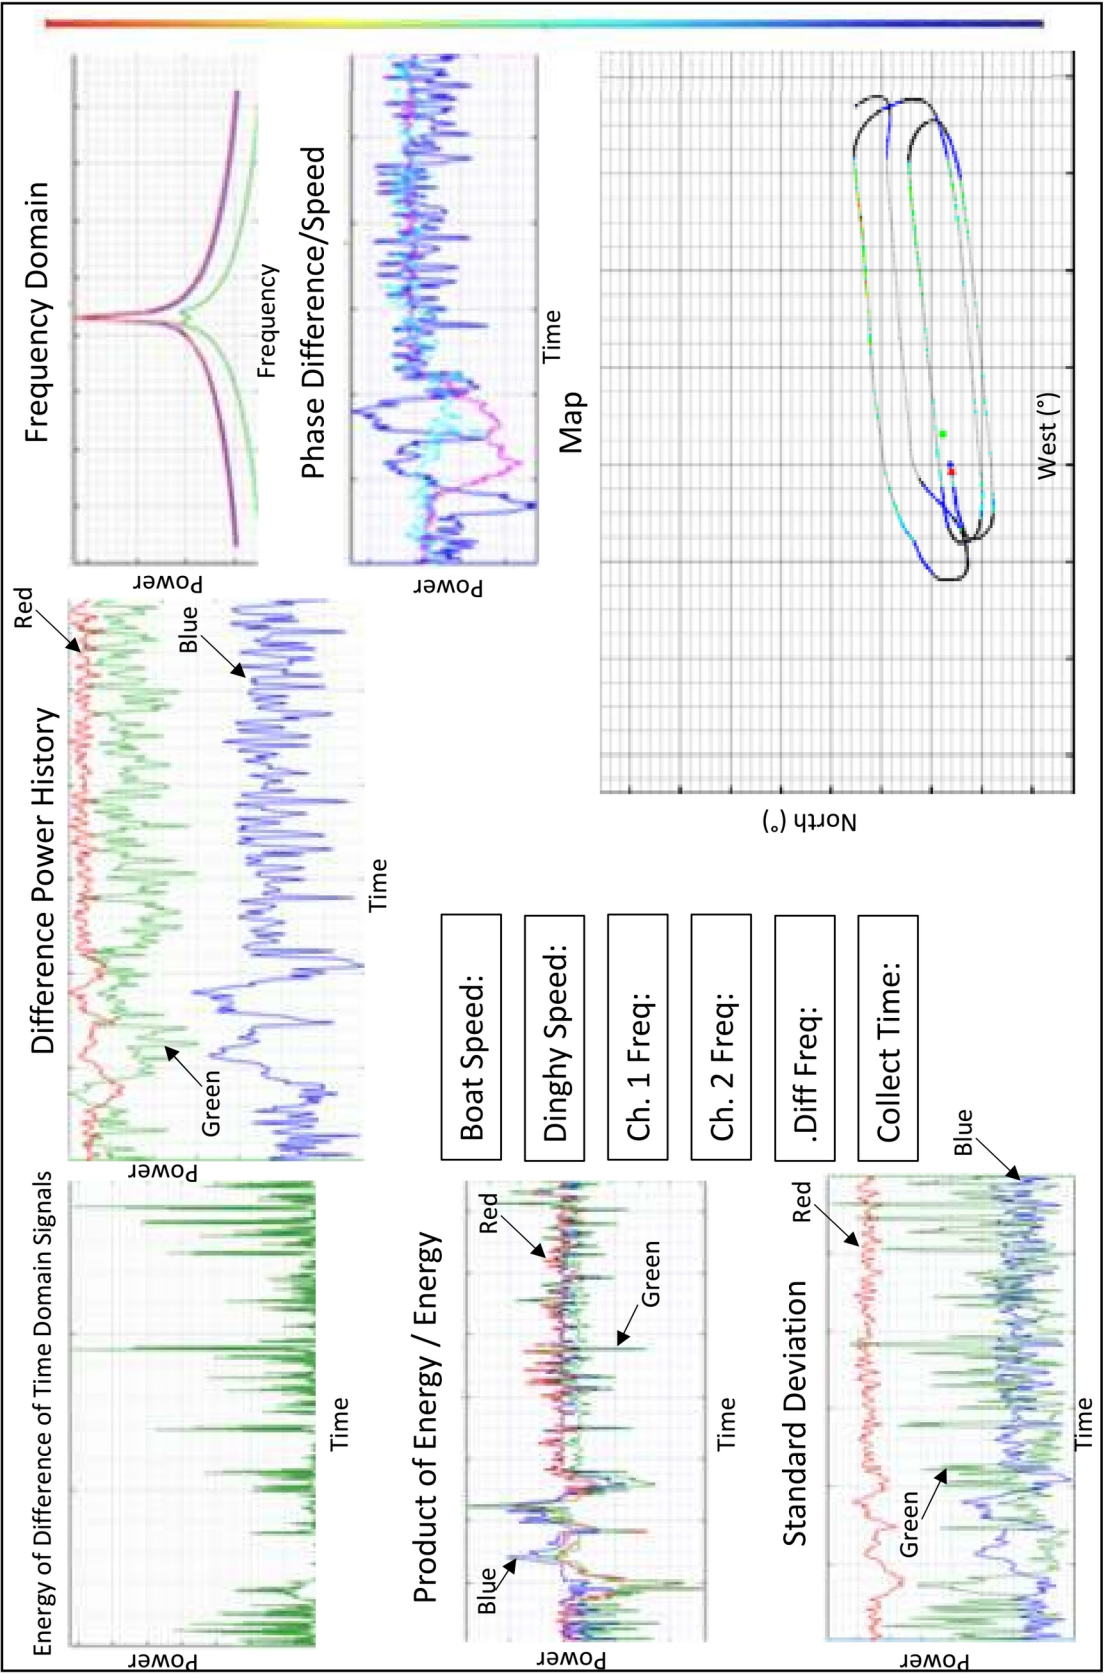 Energy of Difference of Time Domain Signals
Power
Time
Difference Power History
Red
Blue
Green
Power
Time
Frequency Domain
Power
Frequency
Product of Energy / Energy
Red
Blue
Green
Power
Time
Boat Speed:
Dinghy Speed:
Ch. 1 Freq:
Ch. 2 Freq:
.Diff Freq:
Collect Time:
Phase Difference/Speed
Power
Time
Standard Deviation
Red
Blue
Green
Power
Time
Map
North (°)
West (°)